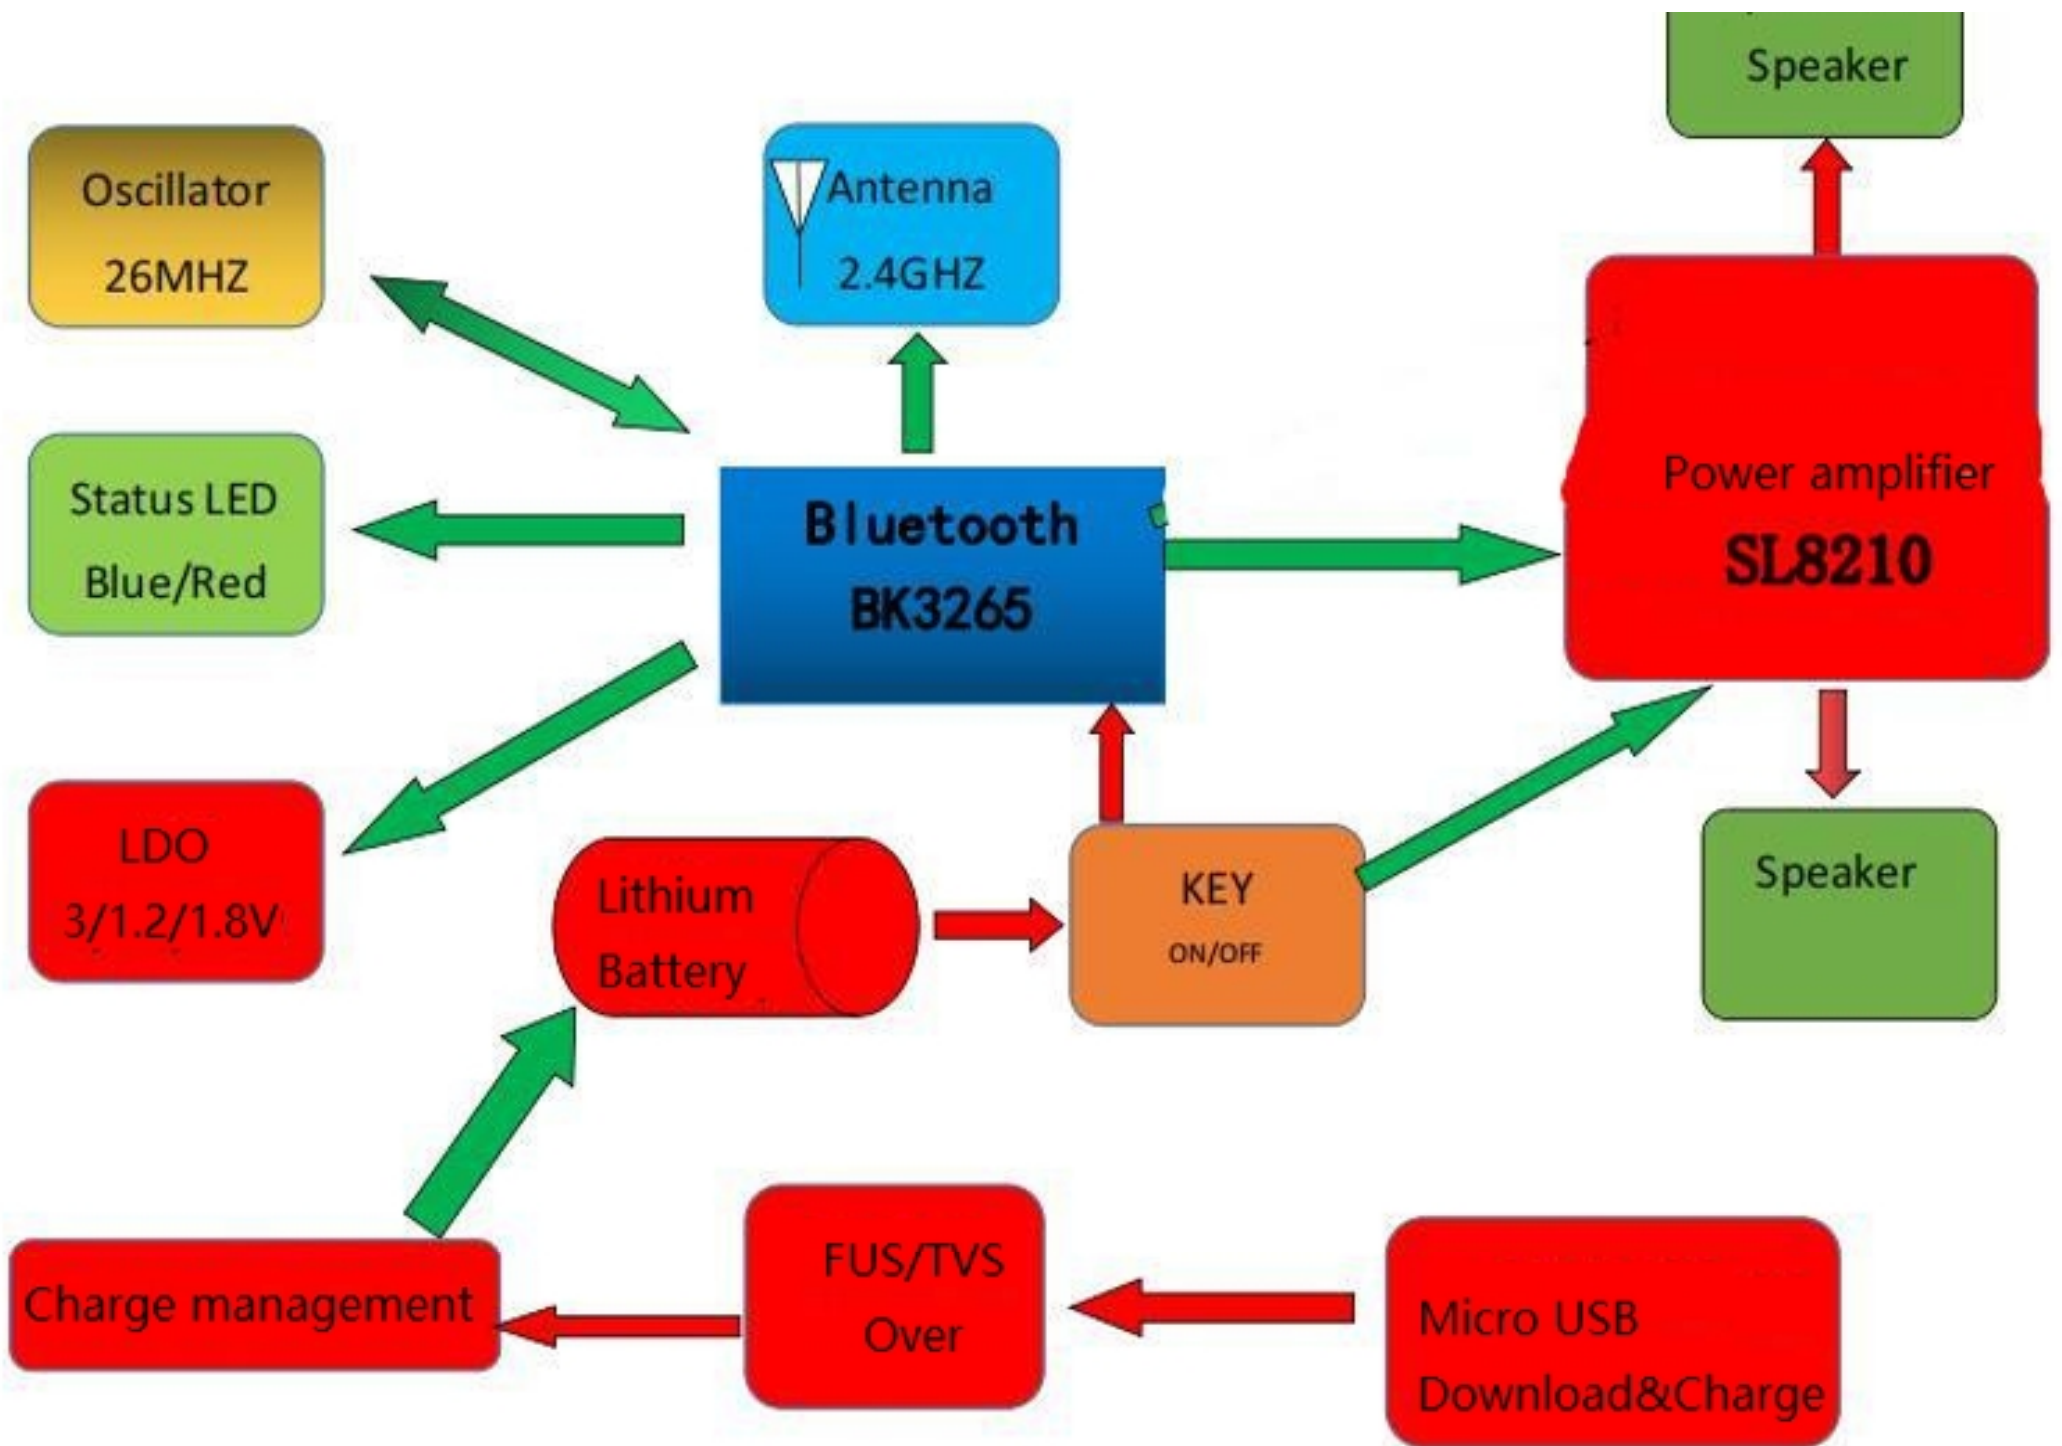 Speaker
Oscillator
26MHZ
Antenna
2.4GHZ
Status LED
Blue/Red
Bluetooth
BK3265
Power amplifier
SL8210
LDO
3/1.2/1.8V
Lithium
Battery
KEY
ON/OFF
Speaker
Charge management
FUS/TVS
Over
Micro USB
Download&Charge